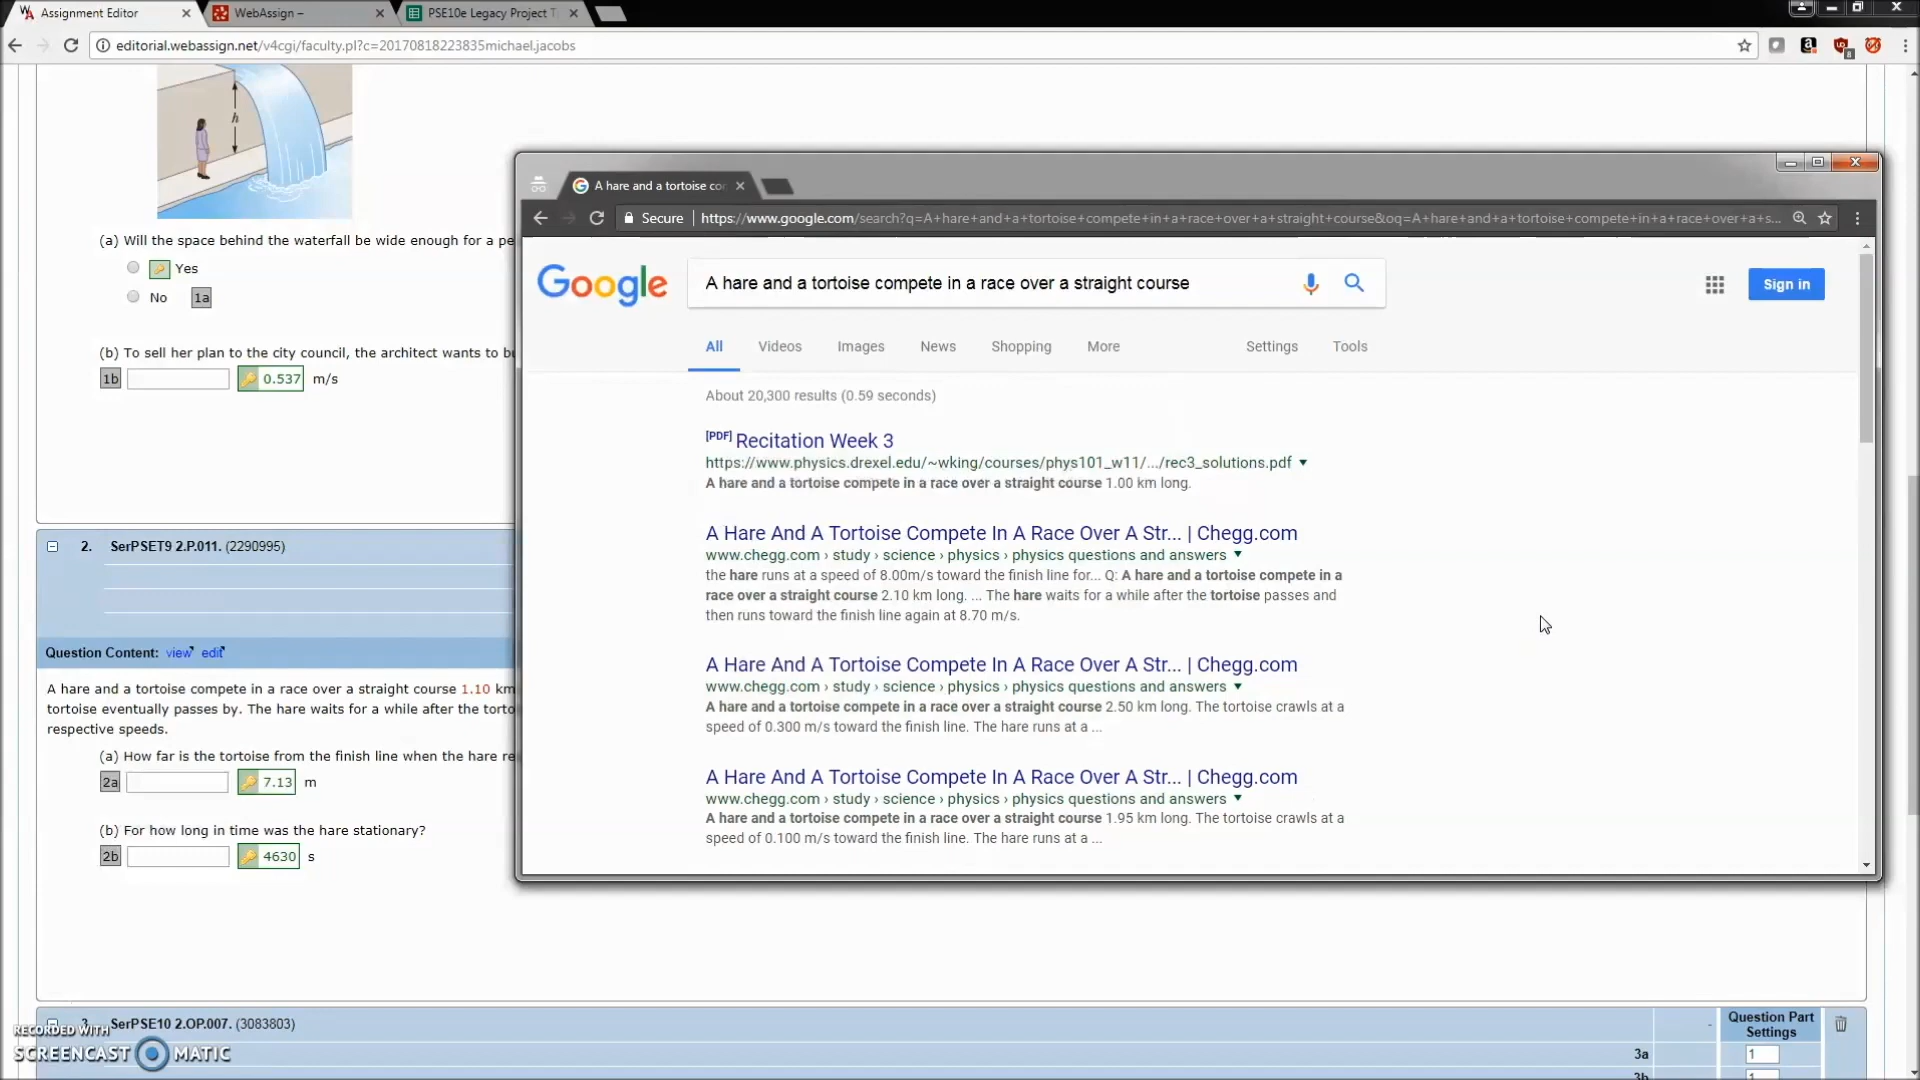 Assignment Editor
WebAssign –
PSE10e Legacy Project T
editorial.webassign.net/v4cgi/faculty.pl?c=20170818223835michael.jacobs
h
(a) Will the space behind the waterfall be wide enough for a pe
Yes
No 1a
(b) To sell her plan to the city council, the architect wants to bu
1b 0.537 m/s
2. SerPSET9 2.P.011. (2290995)
Question Content: view edit
A hare and a tortoise compete in a race over a straight course 1.10 km
tortoise eventually passes by. The hare waits for a while after the torto
respective speeds.
(a) How far is the tortoise from the finish line when the hare re
2a 7.13 m
(b) For how long in time was the hare stationary?
2b 4630 s
3. SerPSE10 2.OP.007. (3083803)
Question Part
Settings
3a 1
3b
RECORDED WITH
SCREENCAST MATIC
A hare and a tortoise cor
Secure https://www.google.com/search?q=A+hare+and+a+tortoise+compete+in+a+race+over+a+straight+course&oq=A+hare+and+a+tortoise+compete+in+a+race+over+a+s...
Google
A hare and a tortoise compete in a race over a straight course
Sign in
All Videos Images News Shopping More Settings Tools
About 20,300 results (0.59 seconds)
[PDF] Recitation Week 3
https://www.physics.drexel.edu/~wking/courses/phys101_w11/.../rec3_solutions.pdf
A hare and a tortoise compete in a race over a straight course 1.00 km long.
A Hare And A Tortoise Compete In A Race Over A Str... | Chegg.com
www.chegg.com › study › science › physics › physics questions and answers
the hare runs at a speed of 8.00m/s toward the finish line for... Q: A hare and a tortoise compete in a
race over a straight course 2.10 km long. ... The hare waits for a while after the tortoise passes and
then runs toward the finish line again at 8.70 m/s.
A Hare And A Tortoise Compete In A Race Over A Str... | Chegg.com
www.chegg.com › study › science › physics › physics questions and answers
A hare and a tortoise compete in a race over a straight course 2.50 km long. The tortoise crawls at a
speed of 0.300 m/s toward the finish line. The hare runs at a ...
A Hare And A Tortoise Compete In A Race Over A Str... | Chegg.com
www.chegg.com › study › science › physics › physics questions and answers
A hare and a tortoise compete in a race over a straight course 1.95 km long. The tortoise crawls at a
speed of 0.100 m/s toward the finish line. The hare runs at a ...